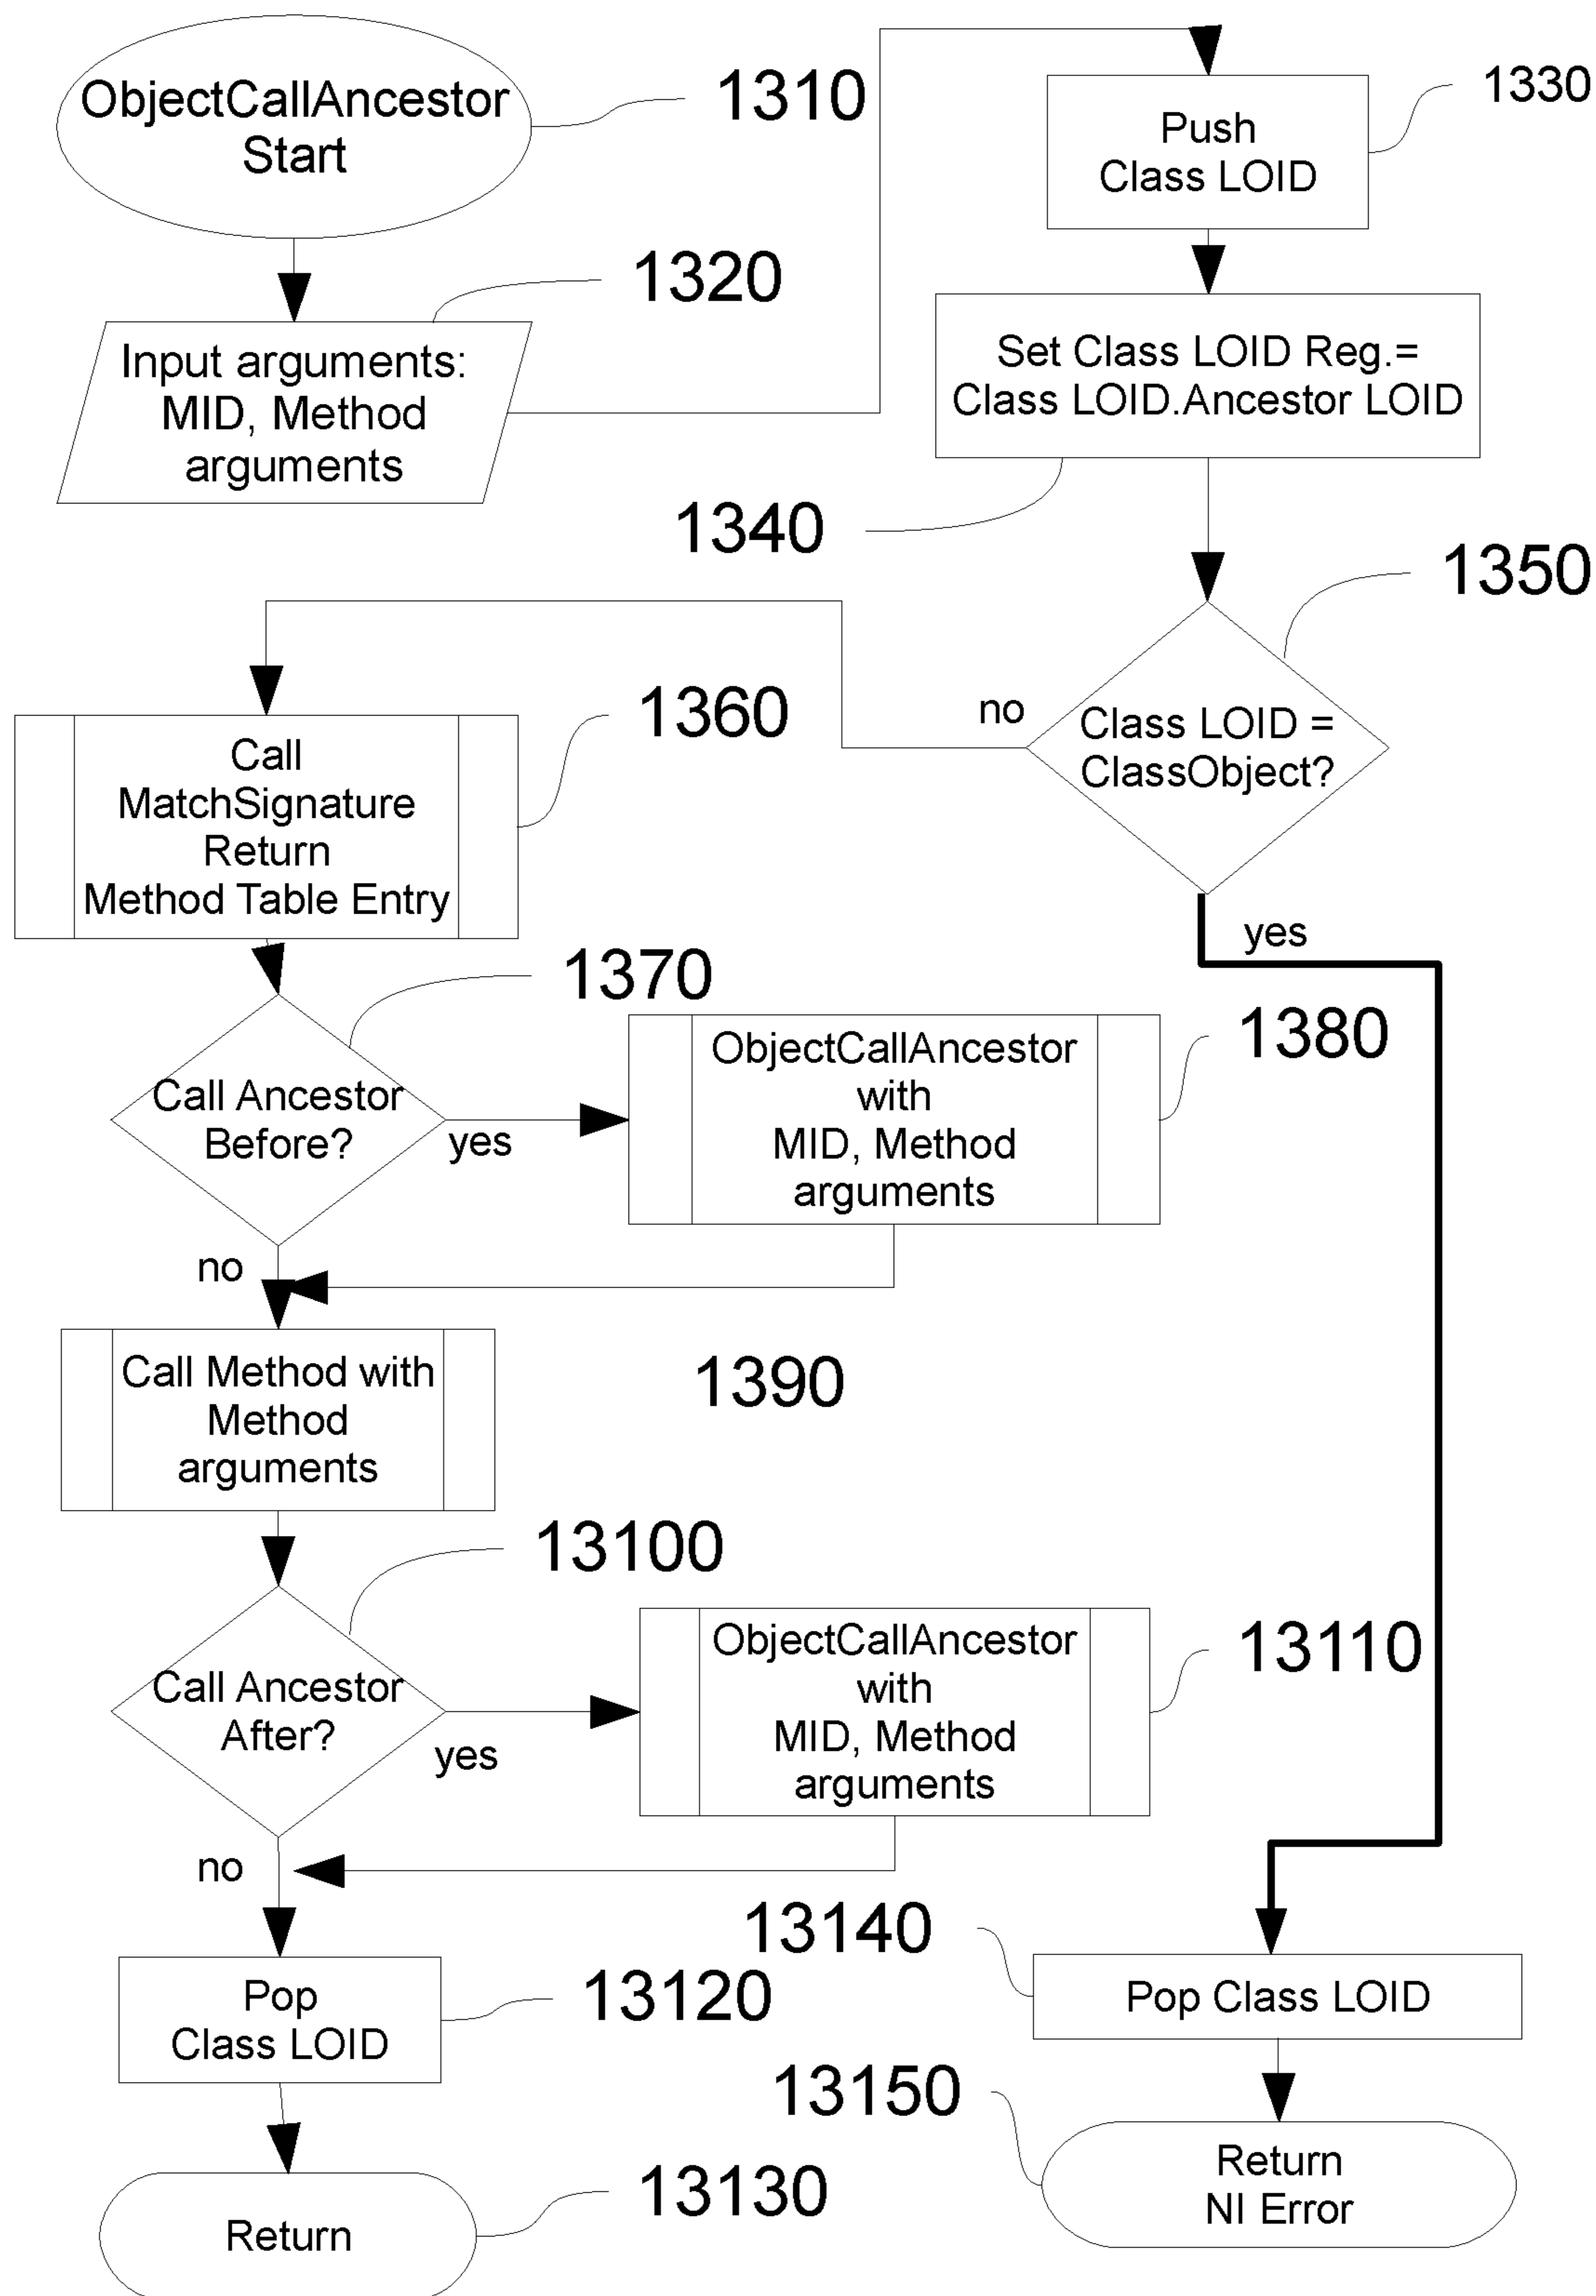 ObjectCallAncestor
Start
1310
1320
Input arguments:
MID, Method
arguments
1330
Push
Class LOID
Set Class LOID Reg.=
Class LOID.Ancestor LOID
1340
1350
Class LOID =
ClassObject?
no
yes
1360
Call
MatchSignature
Return
Method Table Entry
1370
Call Ancestor
Before?
yes
no
1380
ObjectCallAncestor
with
MID, Method
arguments
Call Method with
Method
arguments
1390
13100
Call Ancestor
After?
yes
no
ObjectCallAncestor
with
MID, Method
arguments
13110
Pop
Class LOID
13120
Return
13130
13140
Pop Class LOID
13150
Return
NI Error